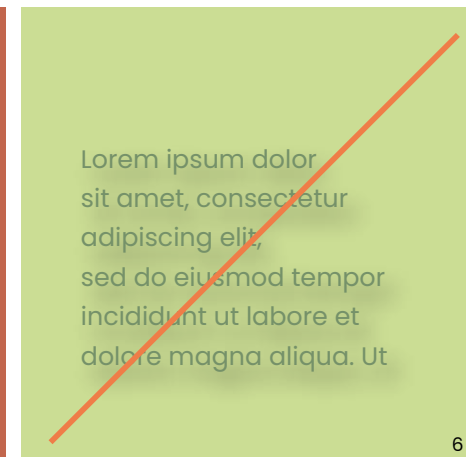 Lorem ipsum dolor
sit amet, consectetur
adipiscing elit,
sed do eiusmod tempor
incididunt ut labore et
dolore magna aliqua. Ut
6